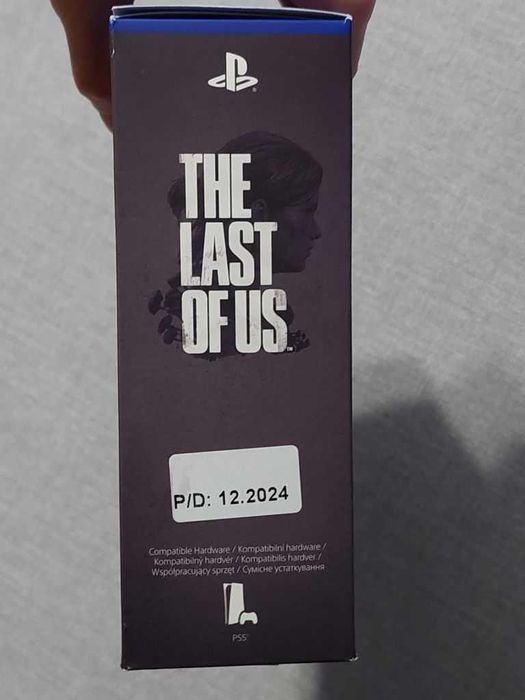 THE
LAST
OF US
™
P/D: 12.2024
Compatible Hardware / Kompatibilní hardware /
Kompatibilný hardvér / Kompatibilis hardver /
Współpracujący sprzęt / Сумісне устаткування
PS5